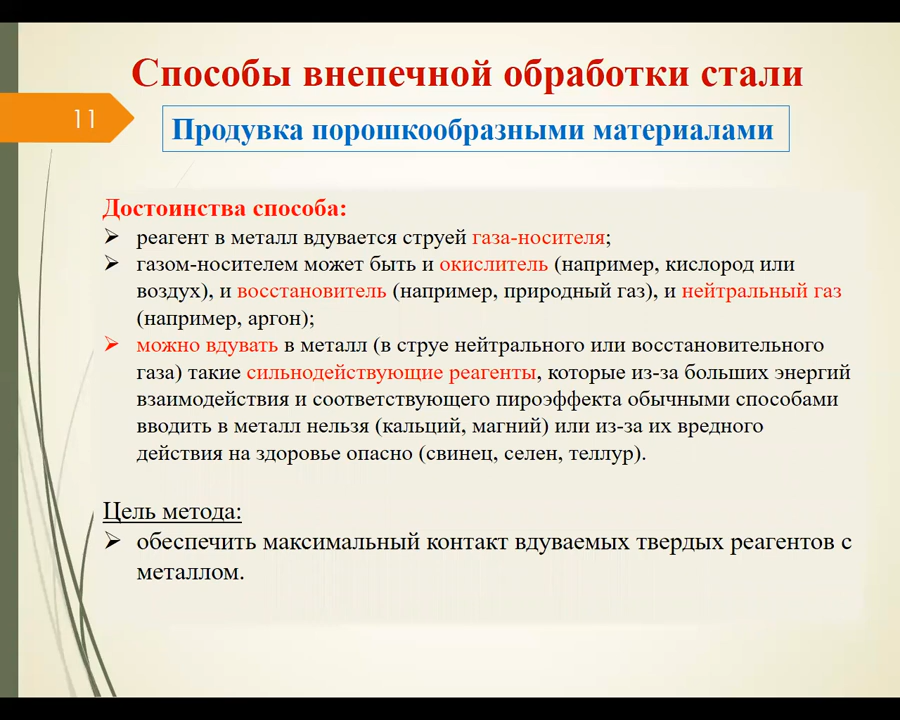 Способы внепечной обработки стали
11
Продувка порошкообразными материалами
Достоинства способа:
➢ реагент в металл вдувается струей газа-носителя;
➢ газом-носителем может быть и окислитель (например, кислород или
воздух), и восстановитель (например, природный газ), и нейтральный газ
(например, аргон);
➢ можно вдувать в металл (в струе нейтрального или восстановительного
газа) такие сильнодействующие реагенты, которые из-за больших энергий
взаимодействия и соответствующего пироэффекта обычными способами
вводить в металл нельзя (кальций, магний) или из-за их вредного
действия на здоровье опасно (свинец, селен, теллур).
Цель метода:
➢ обеспечить максимальный контакт вдуваемых твердых реагентов с
металлом.